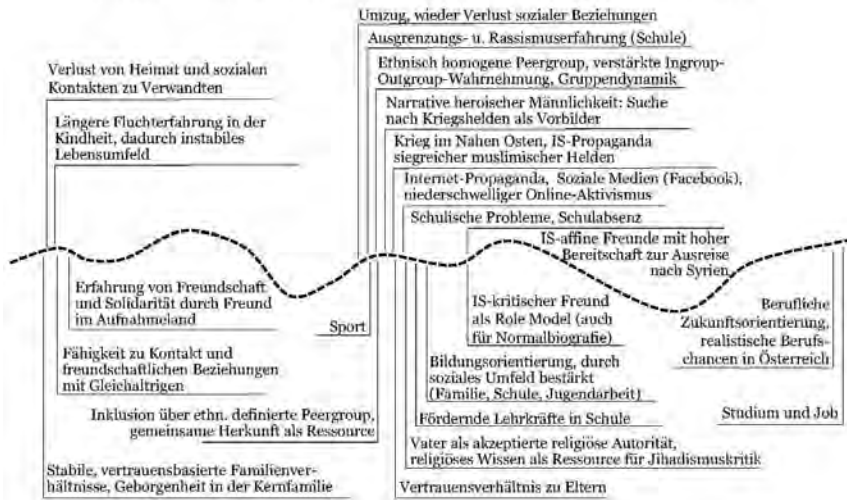 Umzug, wieder Verlust sozialer Beziehungen
Ausgrenzungs- u. Rassismuserfahrung (Schule)
Ethnisch homogene Peergroup, verstärkte Ingroup-
Outgroup-Wahrnehmung, Gruppendynamik
Verlust von Heimat und sozialen
Kontakten zu Verwandten
Narrative heroischer Männlichkeit: Suche
nach Kriegshelden als Vorbilder
Längere Fluchterfahrung in der
Kindheit, dadurch instabiles
Lebensumfeld
Krieg im Nahen Osten, IS-Propaganda
siegreicher muslimischer Helden
Internet-Propaganda, Soziale Medien (Facebook),
niederschwelliger Online-Aktivismus
Schulische Probleme, Schulabsenz
IS-affine Freunde mit hoher
Bereitschaft zur Ausreise
nach Syrien
Erfahrung von Freundschaft
und Solidarität durch Freund
im Aufnahmeland
Sport
IS-kritischer Freund
als Role Model (auch
für Normalbiografie)
Berufliche
Zukunftsorientierung,
realistische Berufs-
chancen in Österreich
Fähigkeit zu Kontakt und
freundschaftlichen Beziehungen
mit Gleichaltrigen
Bildungsorientierung, durch
soziales Umfeld bestärkt
(Familie, Schule, Jugendarbeit)
Inklusion über ethn. definierte Peergroup,
gemeinsame Herkunft als Ressource
Fördernde Lehrkräfte in Schule
Studium und Job
Vater als akzeptierte religiöse Autorität,
religiöses Wissen als Ressource für Jihadismuskritik
Stabile, vertrauensbasierte Familienver-
hältnisse, Geborgenheit in der Kernfamilie
Vertrauensverhältnis zu Eltern